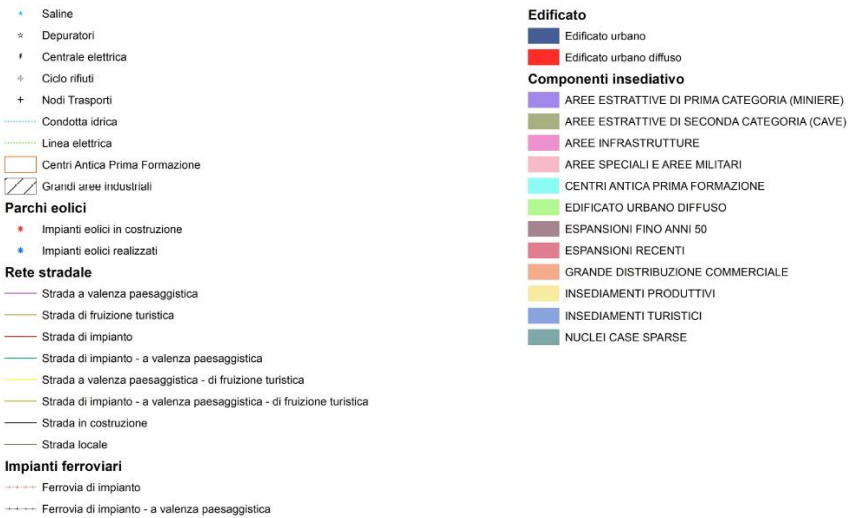 Saline
Depuratori
Centrale elettrica
Ciclo rifiuti
Nodi Trasporti
Condotta idrica
Linea elettrica
Centri Antica Prima Formazione
Grandi aree industriali
Parchi eolici
Impianti eolici in costruzione
Impianti eolici realizzati
Rete stradale
Strada a valenza paesaggistica
Strada di fruizione turistica
Strada di impianto
Strada di impianto - a valenza paesaggistica
Strada a valenza paesaggistica - di fruizione turistica
Strada di impianto - a valenza paesaggistica - di fruizione turistica
Strada in costruzione
Strada locale
Impianti ferroviari
Ferrovia di impianto
Ferrovia di impianto - a valenza paesaggistica
Edificato
Edificato urbano
Edificato urbano diffuso
Componenti insediativo
AREE ESTRATTIVE DI PRIMA CATEGORIA (MINIERE)
AREE ESTRATTIVE DI SECONDA CATEGORIA (CAVE)
AREE INFRASTRUTTURE
AREE SPECIALI E AREE MILITARI
CENTRI ANTICA PRIMA FORMAZIONE
EDIFICATO URBANO DIFFUSO
ESPANSIONI FINO ANNI 50
ESPANSIONI RECENTI
GRANDE DISTRIBUZIONE COMMERCIALE
INSEDIAMENTI PRODUTTIVI
INSEDIAMENTI TURISTICI
NUCLEI CASE SPARSE